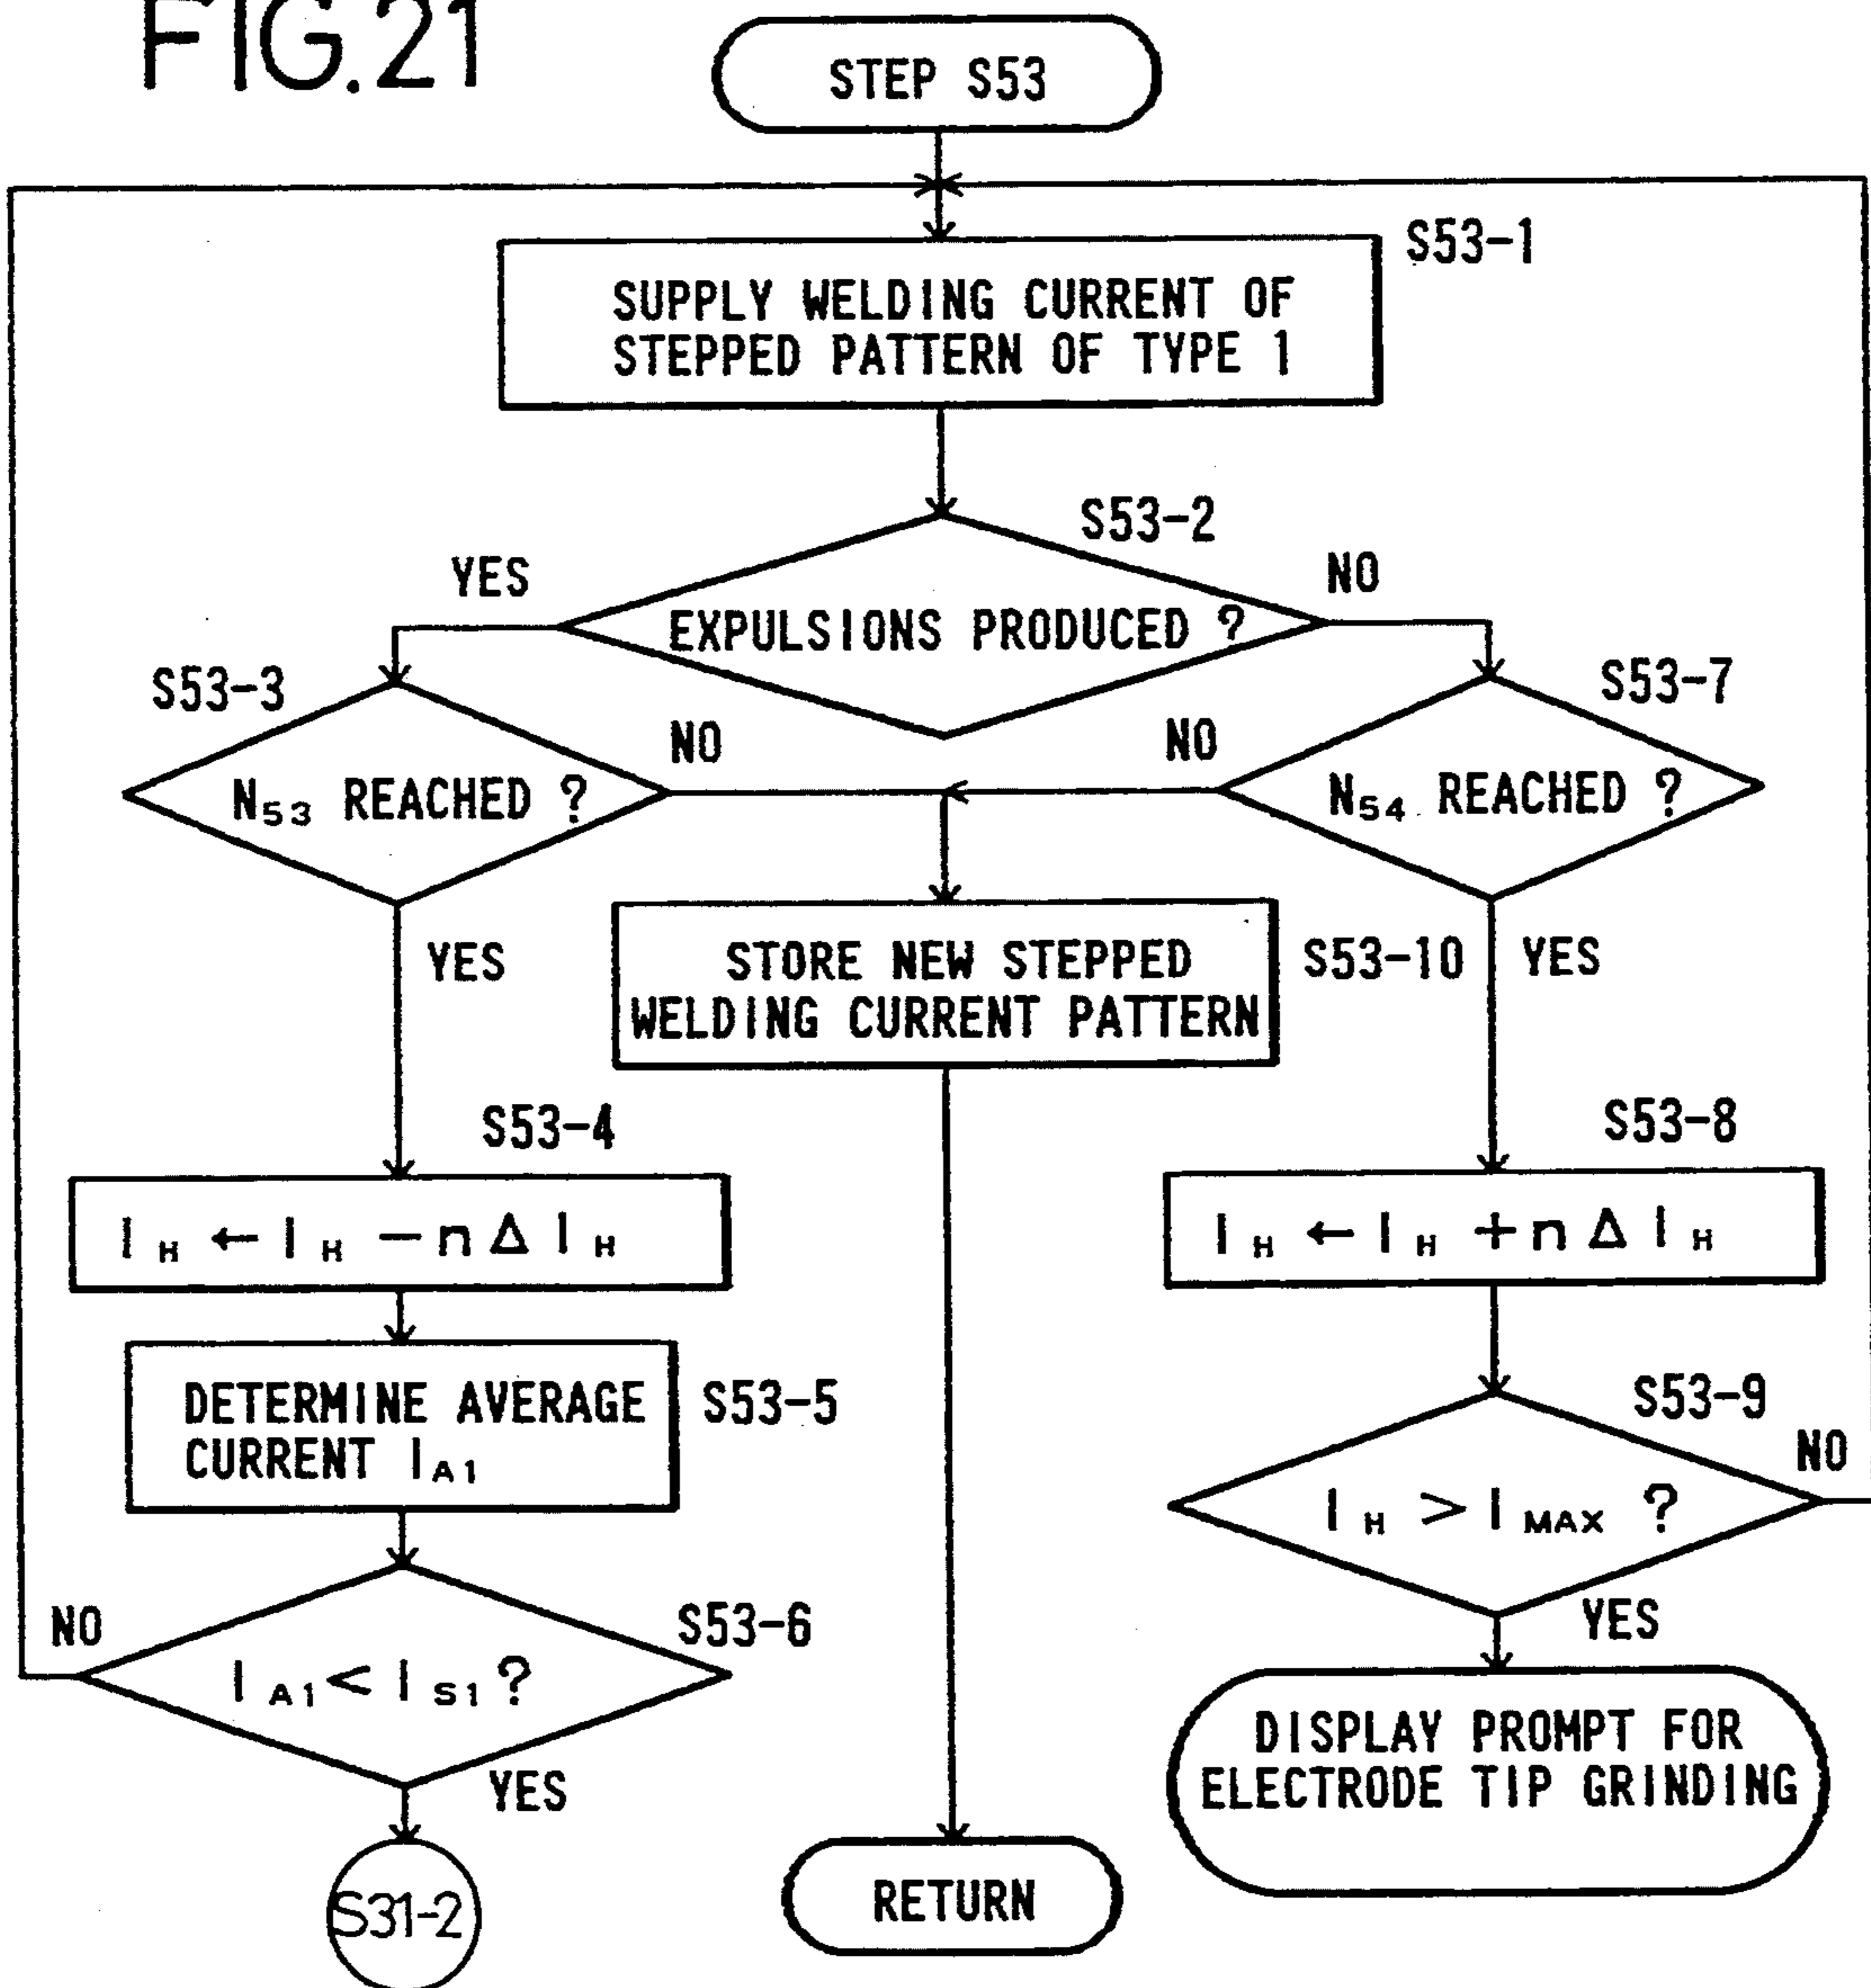 FIG.21
STEP S53
S53-1
SUPPLY WELDING CURRENT OF
STEPPED PATTERN OF TYPE 1
S53-2
YES
NO
EXPULSIONS PRODUCED ?
S53-3
S53-7
NO
NO
N53 REACHED ?
N54 REACHED ?
YES
STORE NEW STEPPED
WELDING CURRENT PATTERN
S53-10
YES
S53-4
S53-8
IH ← IH − n Δ IH
IH ← IH + n Δ IH
DETERMINE AVERAGE
CURRENT IA1
S53-5
S53-9
NO
IH > IMAX ?
NO
S53-6
YES
IA1 < IS1 ?
DISPLAY PROMPT FOR
ELECTRODE TIP GRINDING
YES
S31-2
RETURN